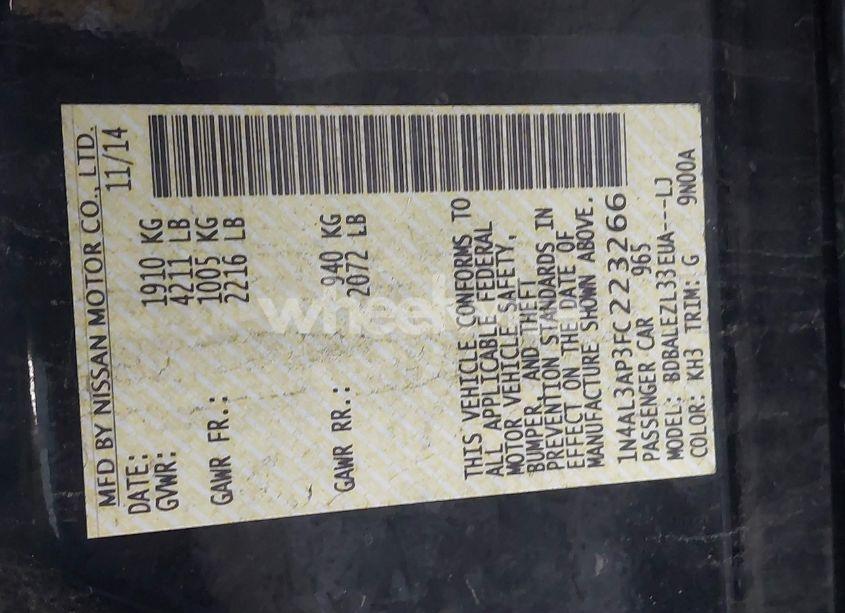 MFD BY NISSAN MOTOR CO., LTD.
DATE: 11/14
GVWR: 1910 KG
4211 LB
GAWR FR.: 1005 KG
2216 LB
GAWR RR.: 940 KG
2072 LB
THIS VEHICLE CONFORMS TO
ALL APPLICABLE FEDERAL
MOTOR VEHICLE SAFETY,
BUMPER, AND THEFT
PREVENTION STANDARDS IN
EFFECT ON THE DATE OF
MANUFACTURE SHOWN ABOVE.
1N4AL3AP3FC223266
PASSENGER CAR 965
MODEL: BDBALEZL33EUA---LJ
COLOR: KH3 TRIM: G 9N00A